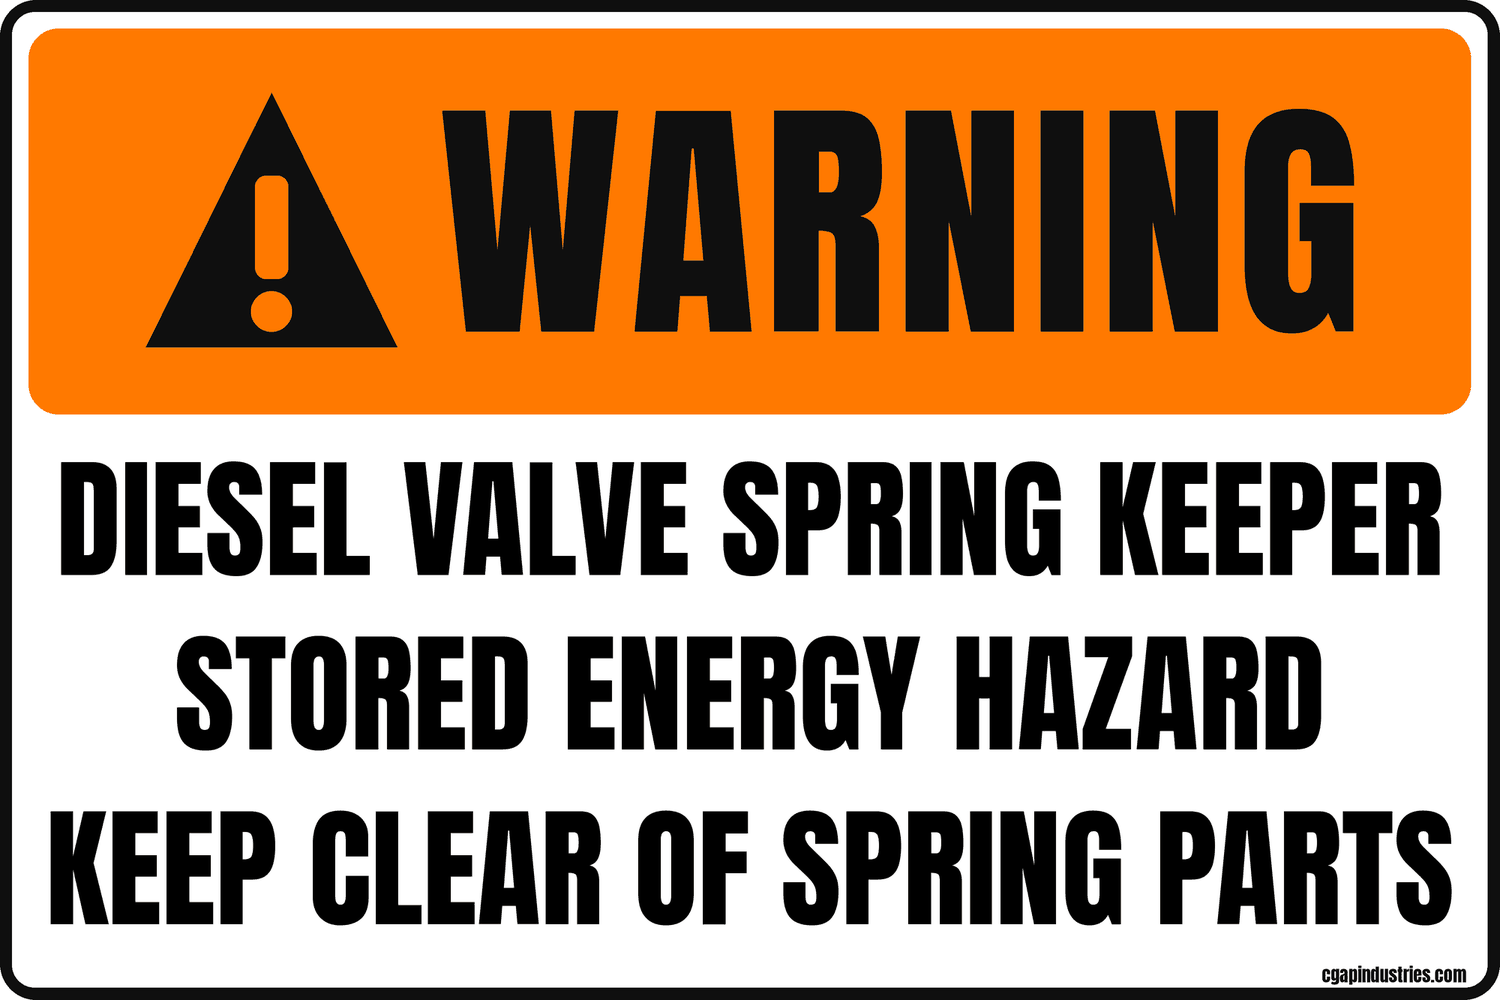 WARNING
DIESEL VALVE SPRING KEEPER
STORED ENERGY HAZARD
KEEP CLEAR OF SPRING PARTS
cgapindustries.com